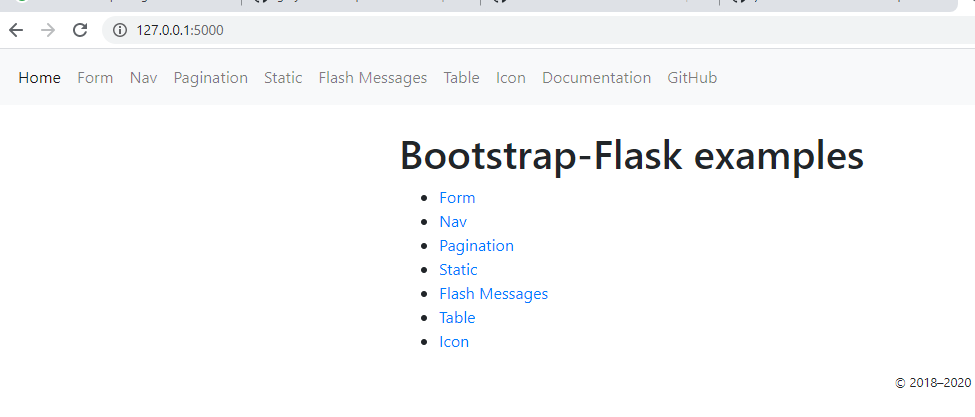 127.0.0.1:5000
Home Form Nav Pagination Static Flash Messages Table Icon Documentation GitHub
Bootstrap-Flask examples
Form
Nav
Pagination
Static
Flash Messages
Table
Icon
© 2018–2020